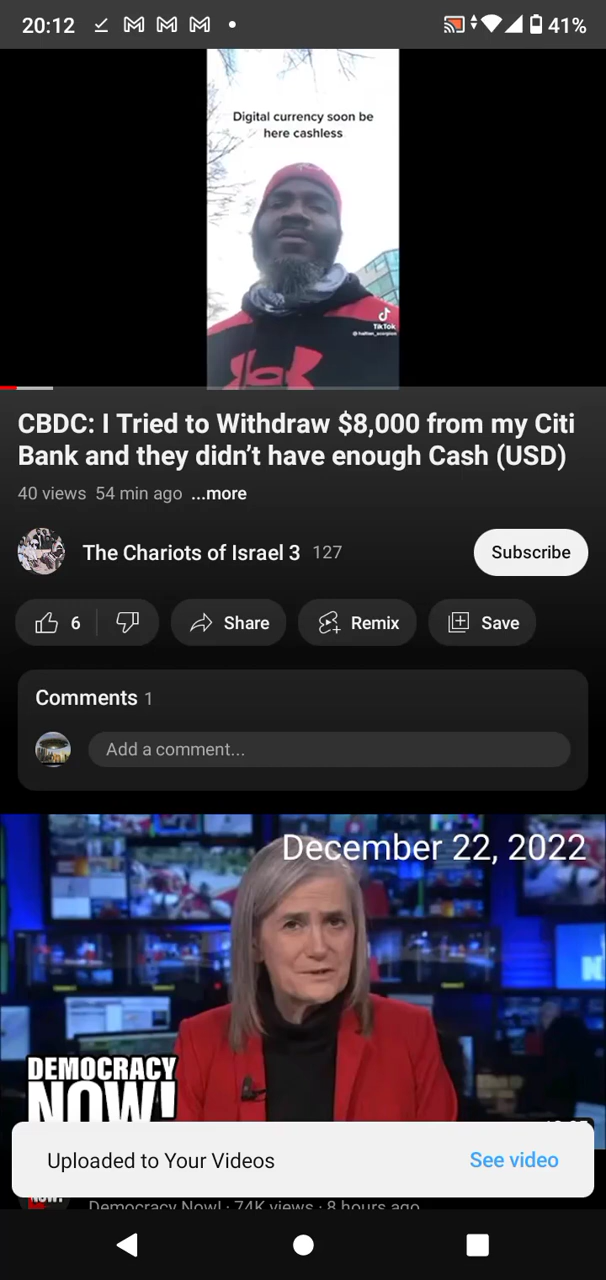 20:12
41%
Digital currency soon be
here cashless
TikTok
CBDC: I Tried to Withdraw $8,000 from my Citi
Bank and they didn’t have enough Cash (USD)
40 views 54 min ago ...more
The Chariots of Israel 3 127
Subscribe
6
Share
Remix
Save
Comments 1
Add a comment...
December 22, 2022
DEMOCRACY
NOW!
Uploaded to Your Videos
See video
Democracy Now! · 74K views · 8 hours ago